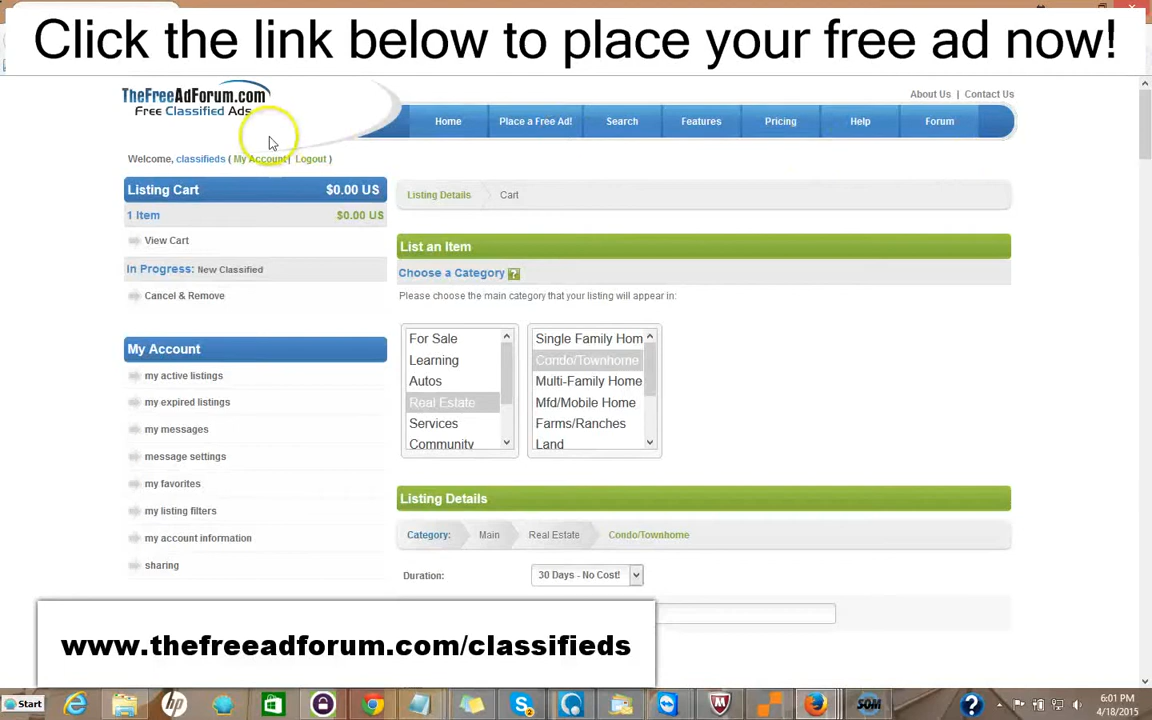 Click the link below to place your free ad now!
TheFreeAdForum.com
Free Classified Ads
About Us | Contact Us
Home Place a Free Ad! Search Features Pricing Help Forum
Welcome, classifieds ( My Account| Logout )
Listing Cart $0.00 US
1 Item $0.00 US
View Cart
In Progress: New Classified
Cancel & Remove
My Account
my active listings
my expired listings
my messages
message settings
my favorites
my listing filters
my account information
sharing
Listing Details Cart
List an Item
Choose a Category ?
Please choose the main category that your listing will appear in:
For Sale
Learning
Autos
Real Estate
Services
Community
Single Family Hom
Condo/Townhome
Multi-Family Home
Mfd/Mobile Home
Farms/Ranches
Land
Listing Details
Category: Main Real Estate Condo/Townhome
Duration: 30 Days - No Cost!
www.thefreeadforum.com/classifieds
Start
6:01 PM
4/18/2015